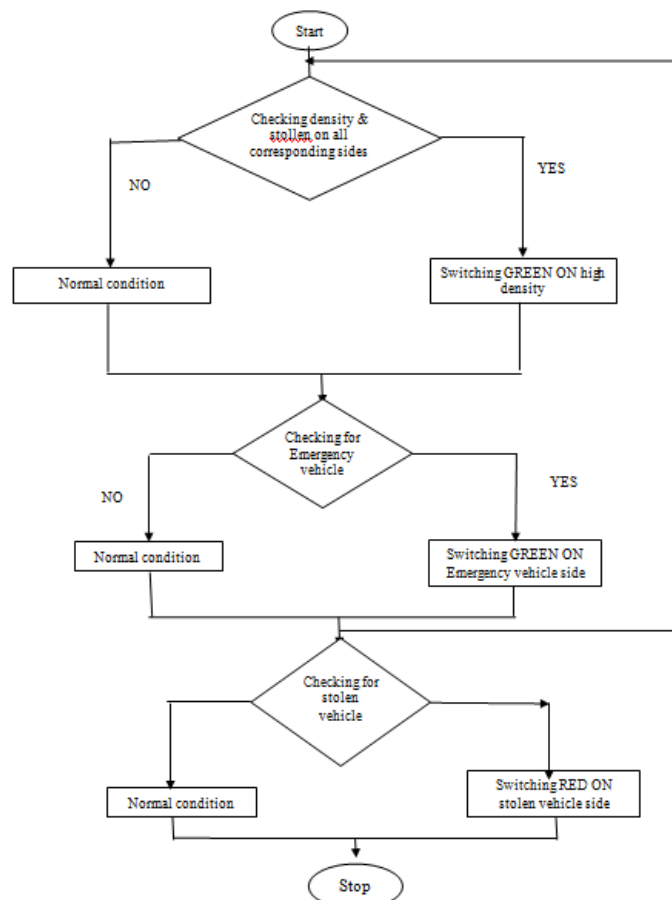 Start
Checking density &
stollen on all
corresponding sides
NO
YES
Normal condition
Switching GREEN ON high
density
Checking for
Emergency
vehicle
NO
YES
Normal condition
Switching GREEN ON
Emergency vehicle side
Checking for
stolen
vehicle
Normal condition
Switching RED ON
stolen vehicle side
Stop